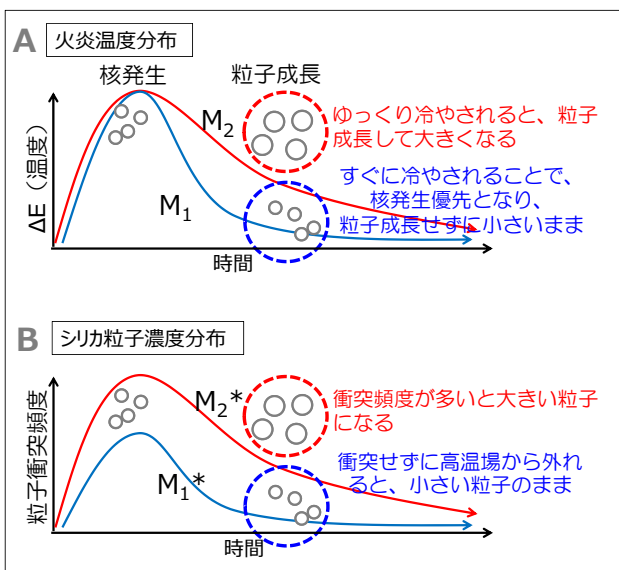 A
火炎温度分布
核発生
粒子成長
M2
ゆっくり冷やされると、粒子
成長して大きくなる
すぐに冷やされることで、
核発生優先となり、
粒子成長せずに小さいまま
M1
ΔE（温度）
時間
B
シリカ粒子濃度分布
M2*
衝突頻度が多いと大きい粒子
になる
衝突せずに高温場から外れ
ると、小さい粒子のまま
M1*
粒子衝突頻度
時間